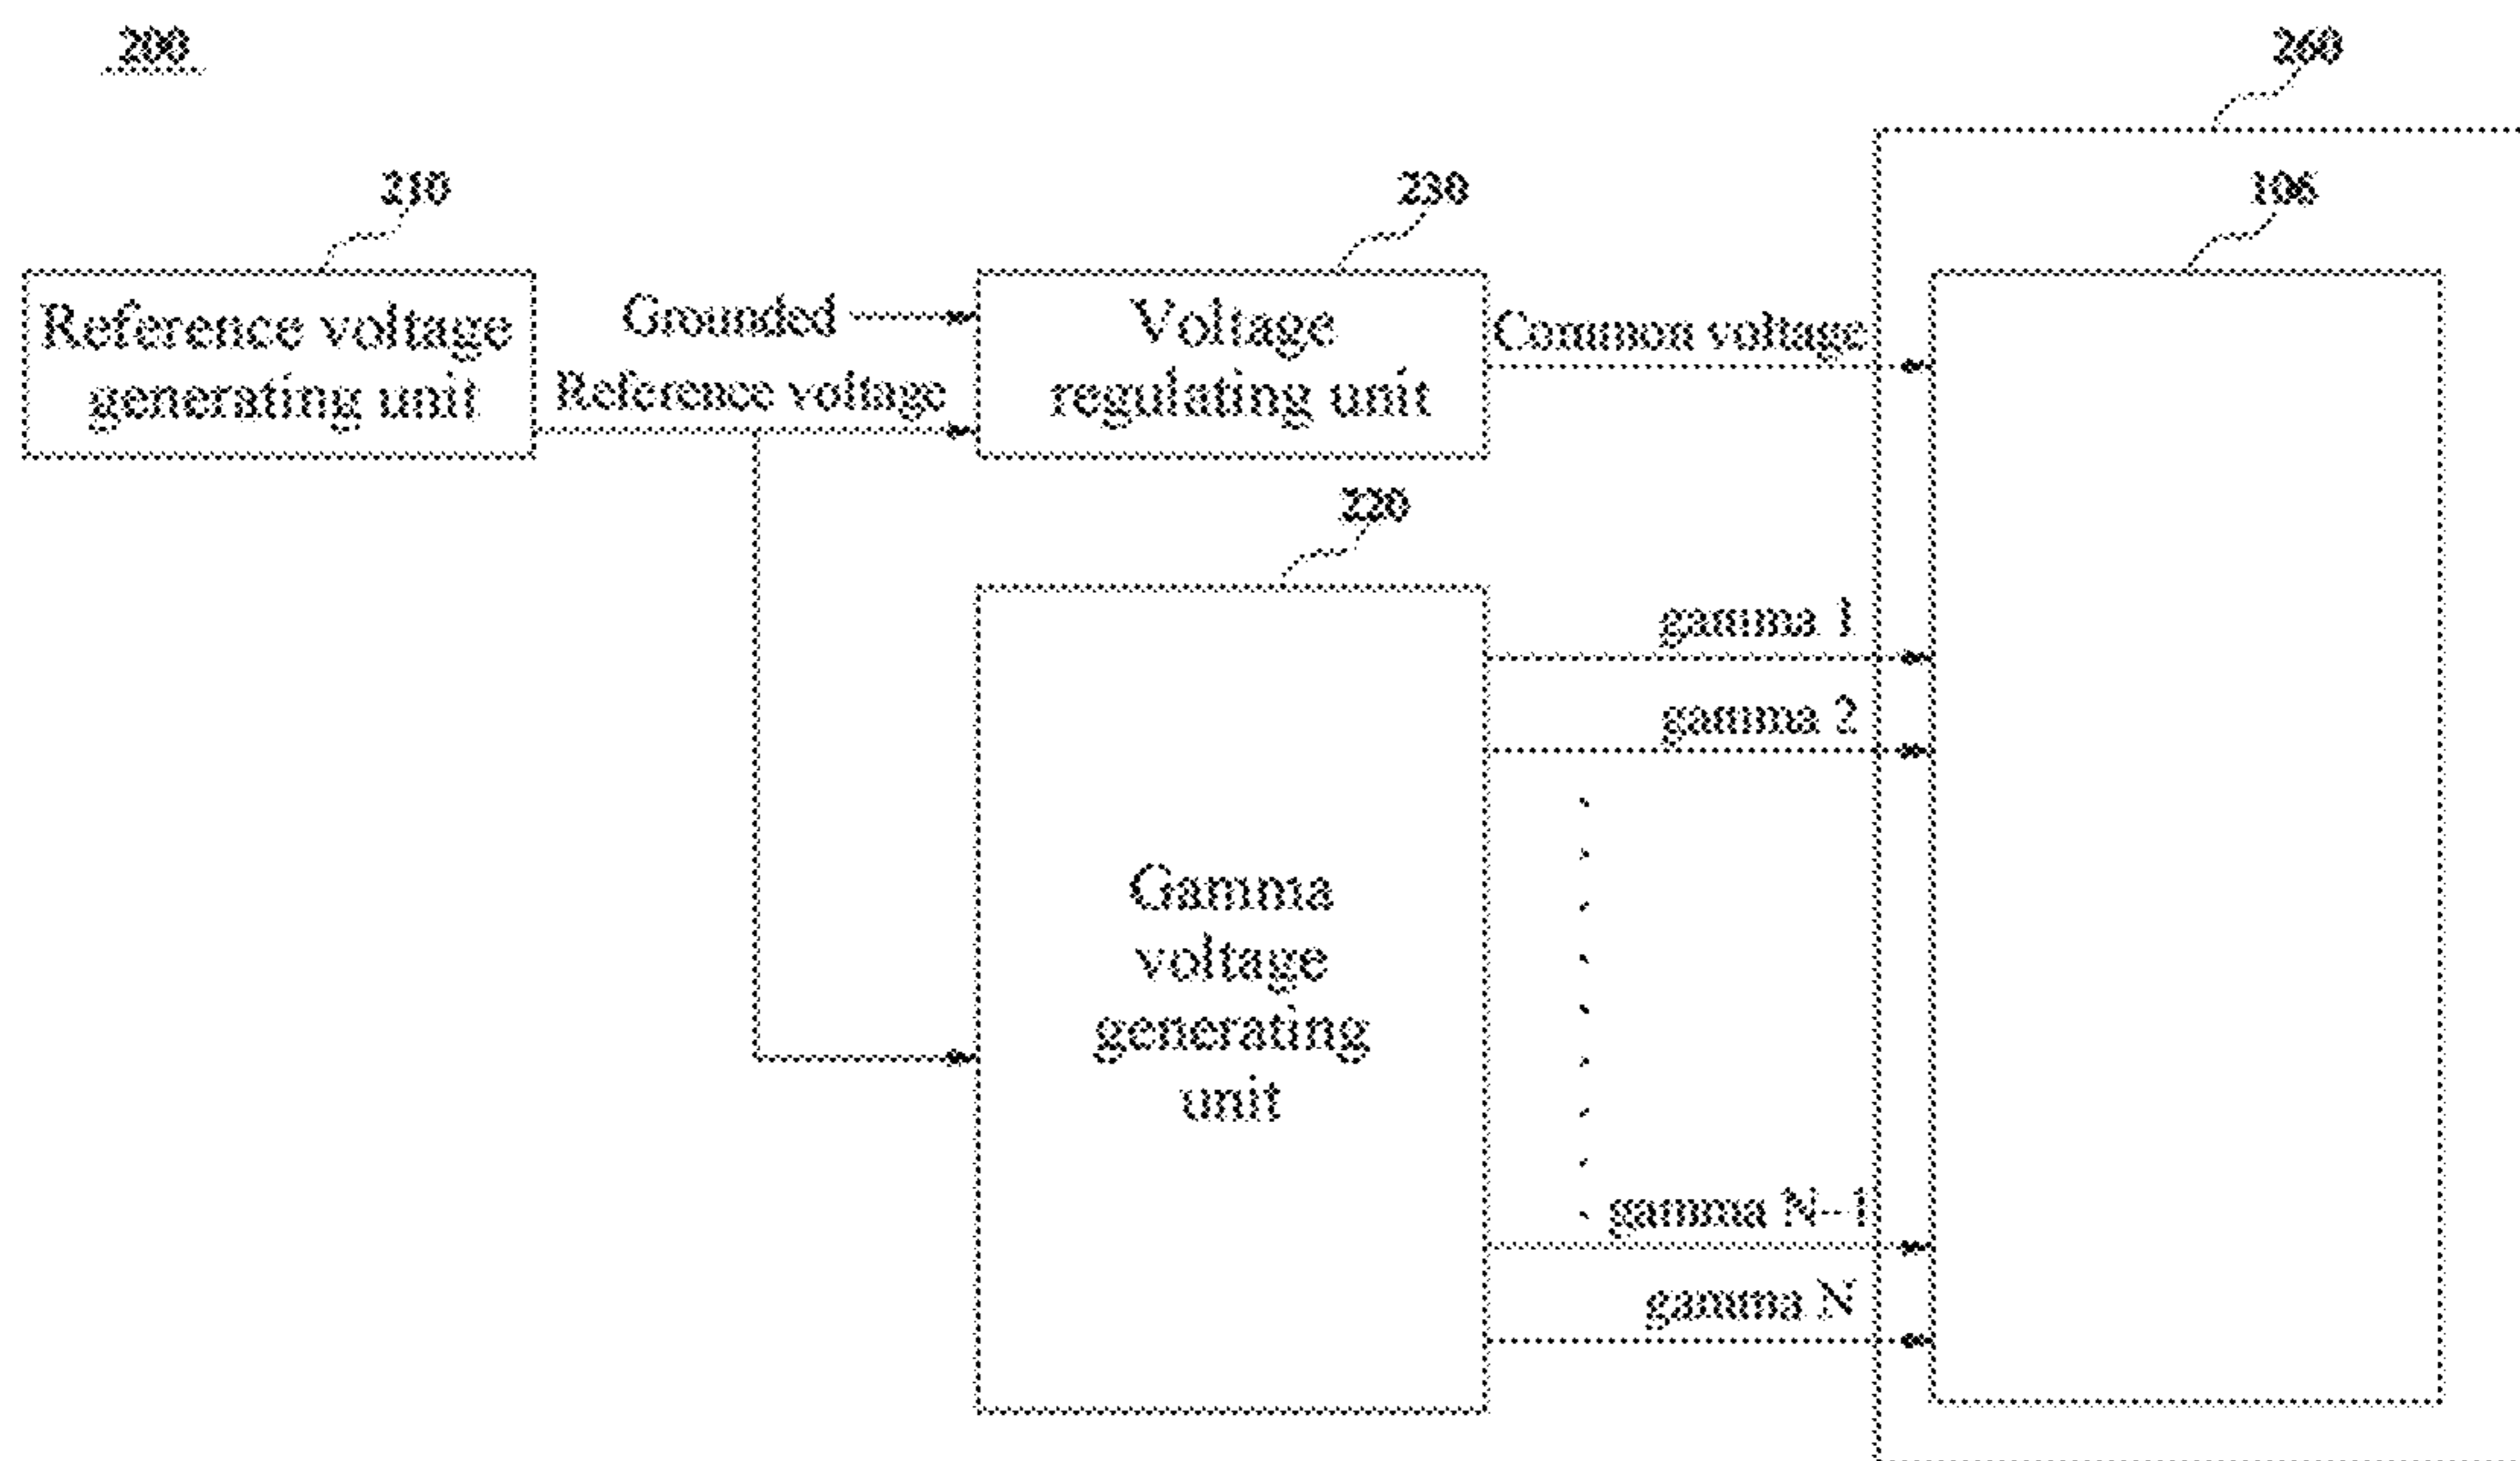 200
260
210
230
106
Reference voltage
generating unit
Grounded
Reference voltage
Voltage
regulating unit
Common voltage
220
gamma 1
gamma 2
Gamma
voltage
generating
unit
gamma N-1
gamma N